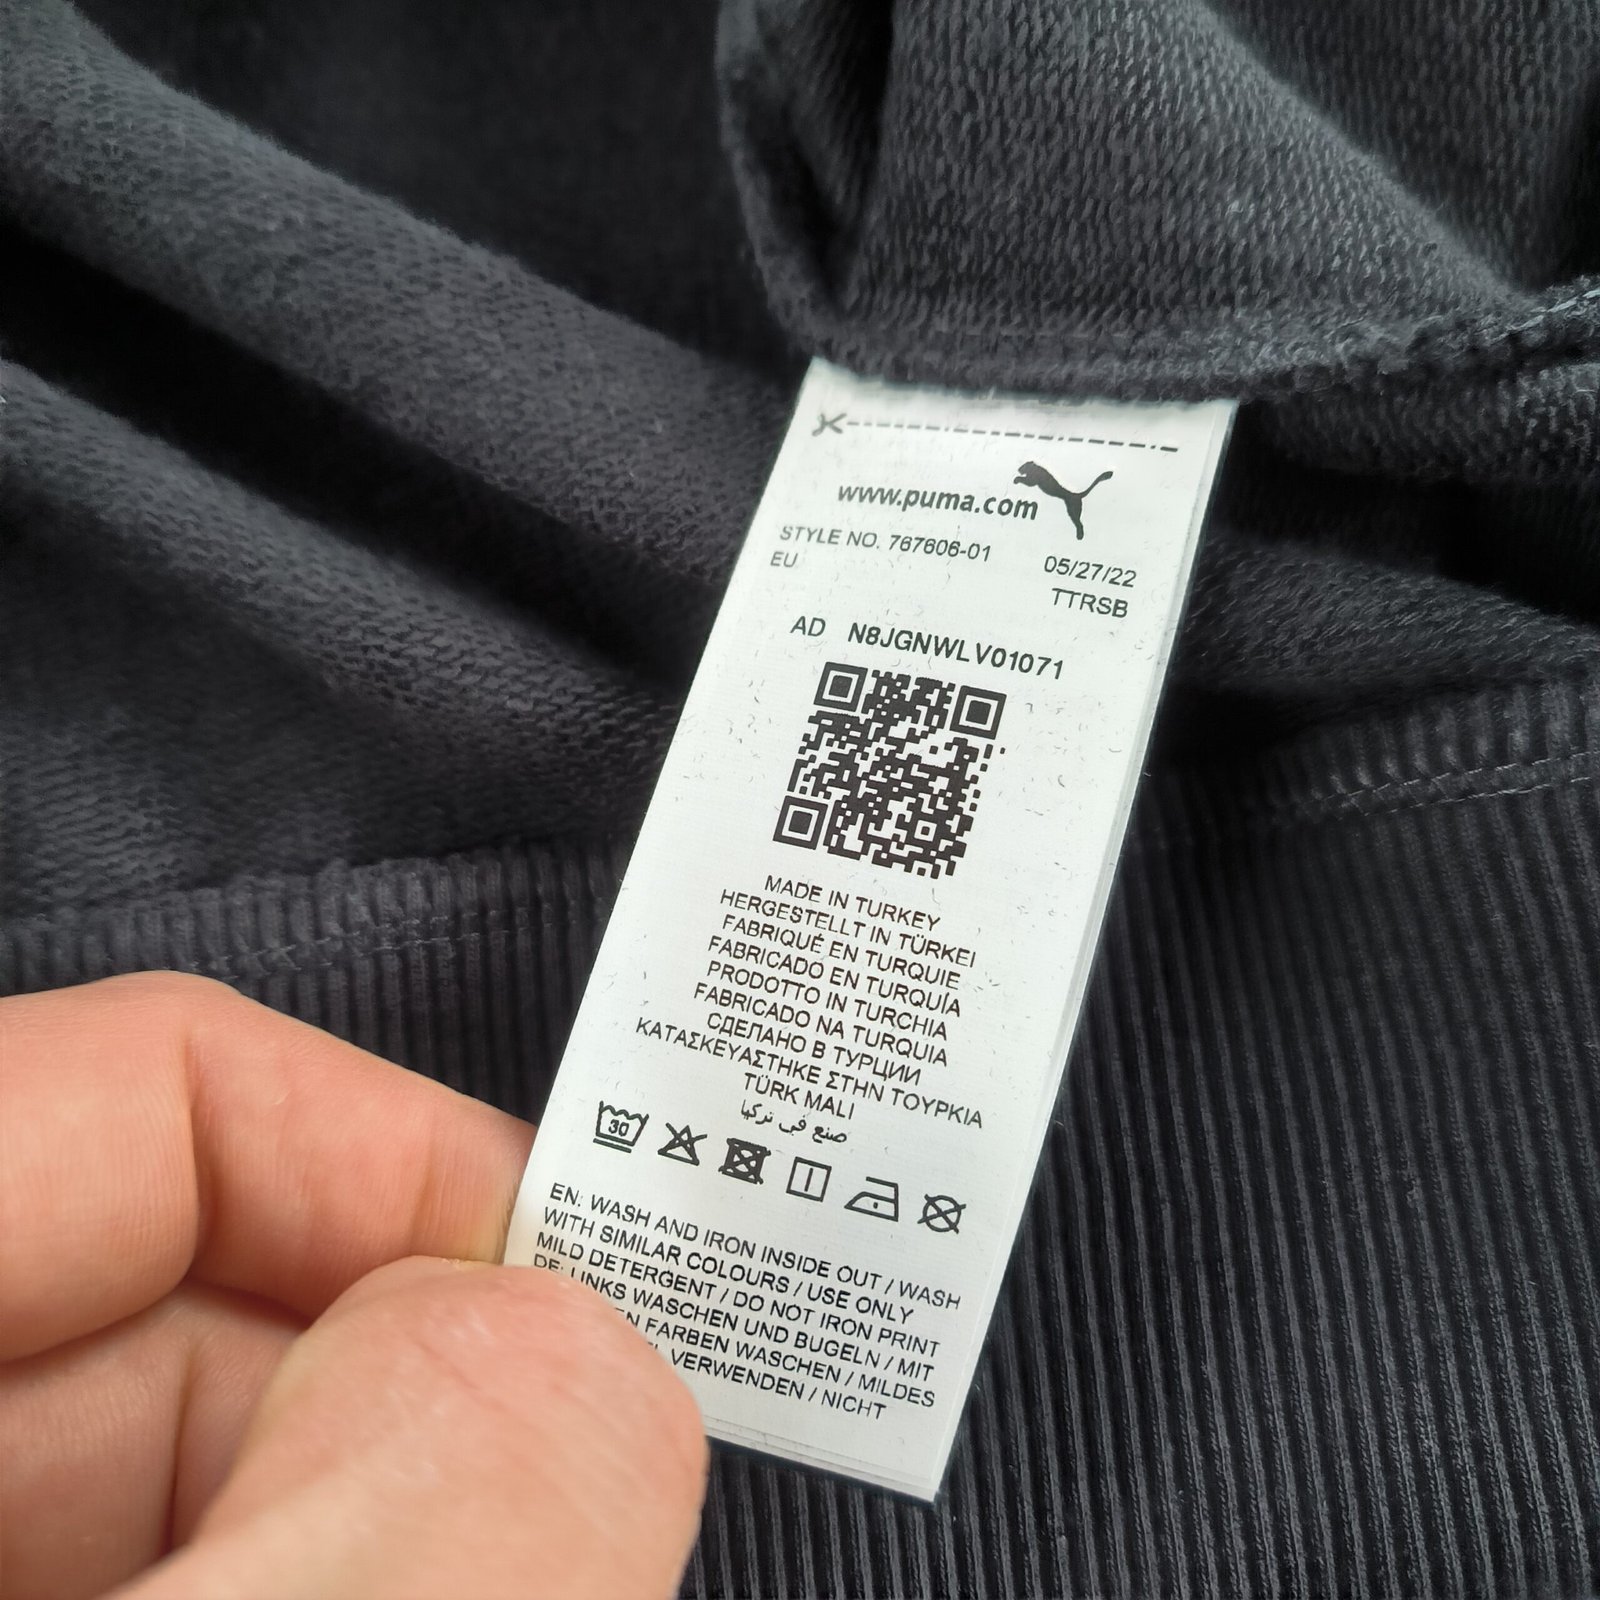 www.puma.com
STYLE NO. 767606-01 05/27/22
EU TTRSB
AD N8JGNWLV01071
MADE IN TURKEY
HERGESTELLT IN TÜRKEI
FABRIQUÉ EN TURQUIE
FABRICADO EN TURQUÍA
PRODOTTO IN TURCHIA
FABRICADO NA TURQUIA
СДЕЛАНО В ТУРЦИИ
ΚΑΤΑΣΚΕΥΑΣΤΗΚΕ ΣΤΗΝ ΤΟΥΡΚΙΑ
TÜRK MALI
صنع في تركيا
30
EN: WASH AND IRON INSIDE OUT / WASH
WITH SIMILAR COLOURS / USE ONLY
MILD DETERGENT / DO NOT IRON PRINT
DE: LINKS WASCHEN UND BUGELN / MIT
FARBEN WASCHEN / MILDES
VERWENDEN / NICHT